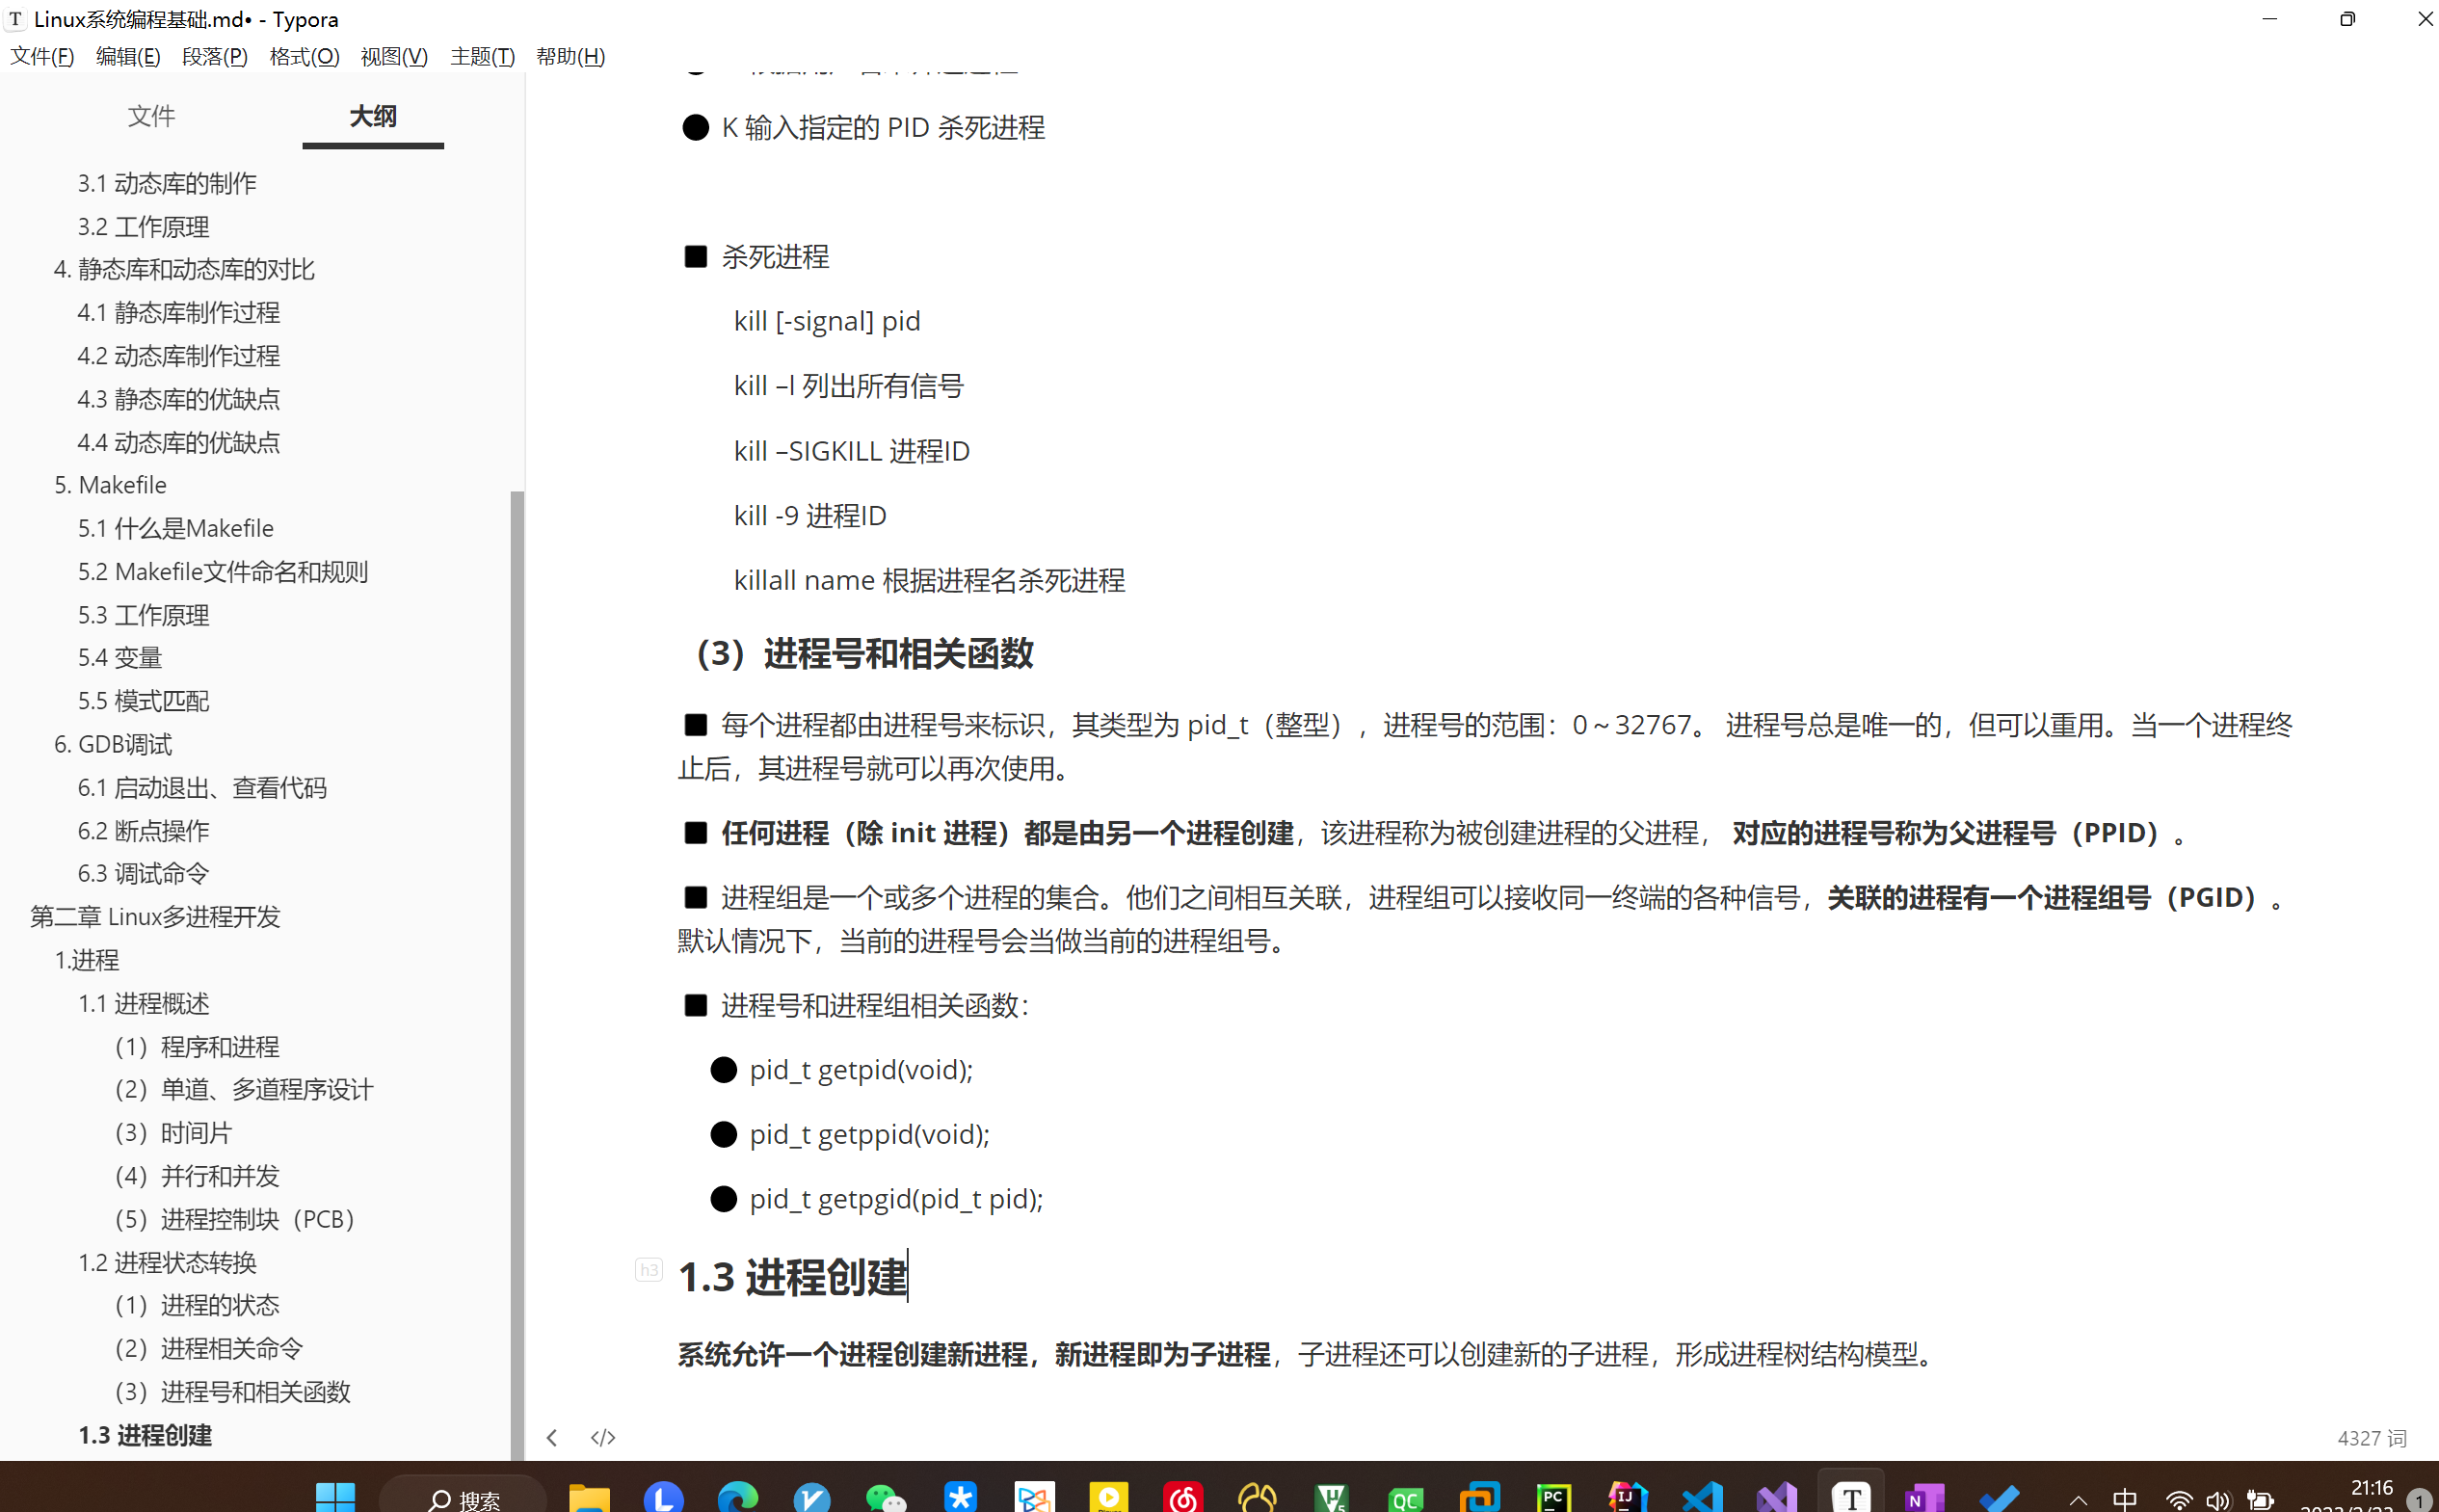 Linux系统编程基础.md• - Typora
文件(F) 编辑(E) 段落(P) 格式(O) 视图(V) 主题(T) 帮助(H)
文件 大纲
3.1 动态库的制作
3.2 工作原理
4. 静态库和动态库的对比
4.1 静态库制作过程
4.2 动态库制作过程
4.3 静态库的优缺点
4.4 动态库的优缺点
5. Makefile
5.1 什么是Makefile
5.2 Makefile文件命名和规则
5.3 工作原理
5.4 变量
5.5 模式匹配
6. GDB调试
6.1 启动退出、查看代码
6.2 断点操作
6.3 调试命令
第二章 Linux多进程开发
1.进程
1.1 进程概述
（1）程序和进程
（2）单道、多道程序设计
（3）时间片
（4）并行和并发
（5）进程控制块（PCB）
1.2 进程状态转换
（1）进程的状态
（2）进程相关命令
（3）进程号和相关函数
1.3 进程创建
● K 输入指定的 PID 杀死进程
■ 杀死进程
kill [-signal] pid
kill –l 列出所有信号
kill –SIGKILL 进程ID
kill -9 进程ID
killall name 根据进程名杀死进程
（3）进程号和相关函数
■ 每个进程都由进程号来标识，其类型为 pid_t（整型），进程号的范围：0～32767。 进程号总是唯一的，但可以重用。当一个进程终
止后，其进程号就可以再次使用。
■ 任何进程（除 init 进程）都是由另一个进程创建，该进程称为被创建进程的父进程， 对应的进程号称为父进程号（PPID）。
■ 进程组是一个或多个进程的集合。他们之间相互关联，进程组可以接收同一终端的各种信号，关联的进程有一个进程组号（PGID）。
默认情况下，当前的进程号会当做当前的进程组号。
■ 进程号和进程组相关函数：
● pid_t getpid(void);
● pid_t getppid(void);
● pid_t getpgid(pid_t pid);
h3 1.3 进程创建
系统允许一个进程创建新进程，新进程即为子进程，子进程还可以创建新的子进程，形成进程树结构模型。
</> 4327 词
搜索 中 21:16 1